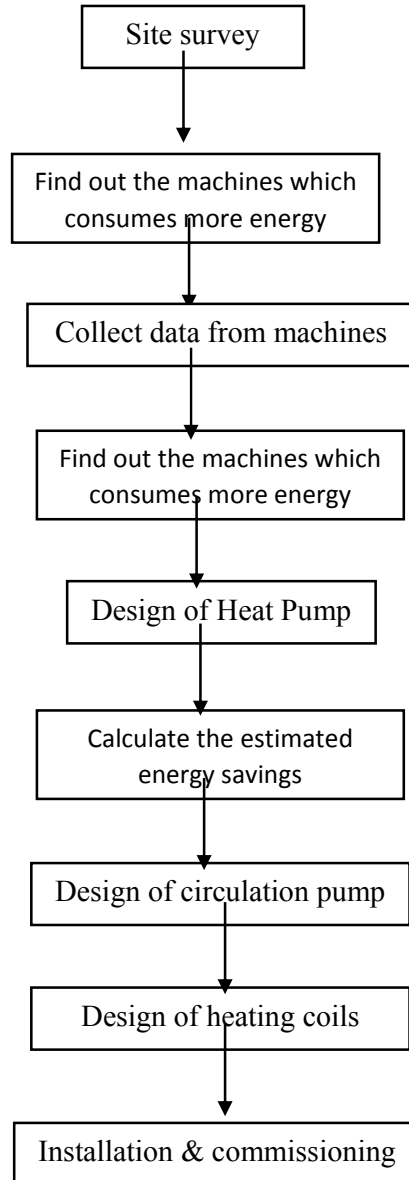 Site survey
Find out the machines which
consumes more energy
Collect data from machines
Find out the machines which
consumes more energy
Design of Heat Pump
Calculate the estimated
energy savings
Design of circulation pump
Design of heating coils
Installation & commissioning